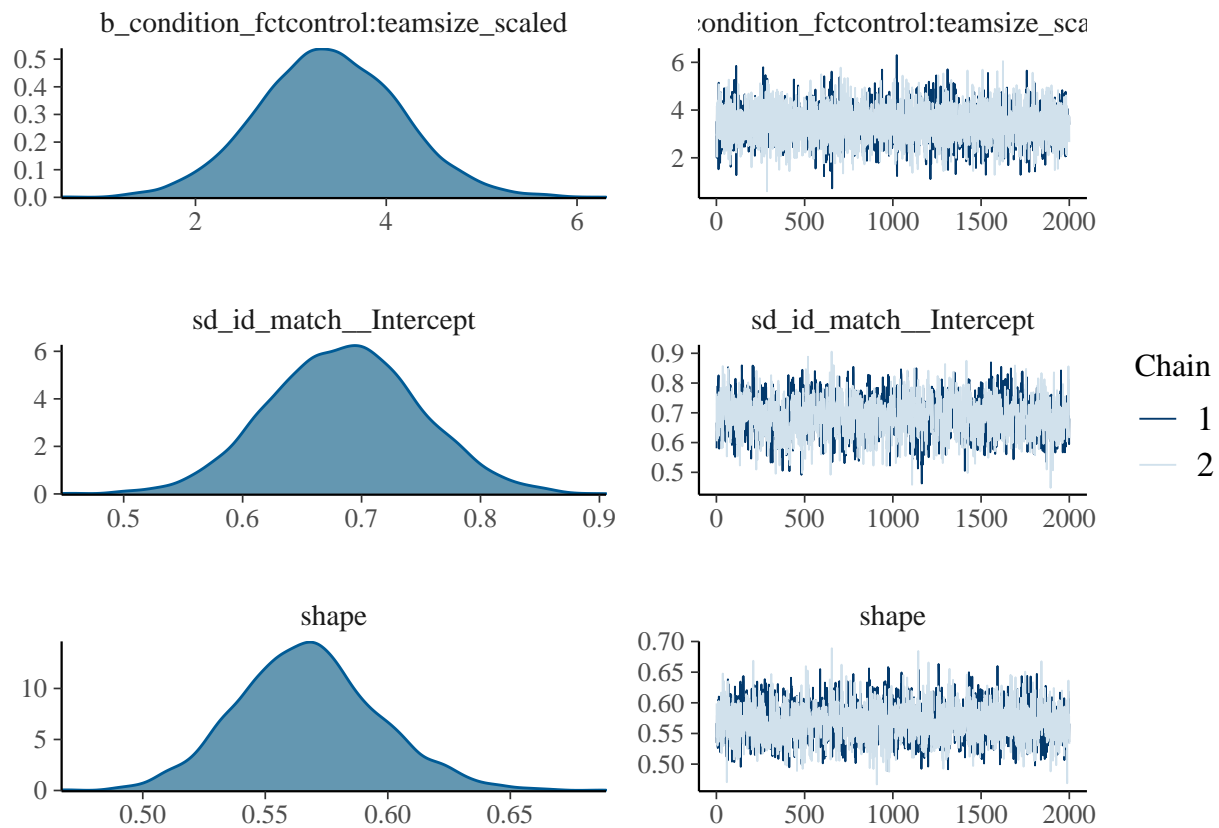 b_condition_fctcontrol:teamsize_scaled
condition_fctcontrol:teamsize_sca
0.5
0.4
0.3
0.2
0.1
0.0
2 4 6
6
4
2
0 500 1000 1500 2000
sd_id_match__Intercept
sd_id_match__Intercept
6
4
2
0
0.5 0.6 0.7 0.8 0.9
0.9
0.8
0.7
0.6
0.5
0 500 1000 1500 2000
Chain
1
2
shape
shape
10
5
0
0.50 0.55 0.60 0.65
0.70
0.65
0.60
0.55
0.50
0 500 1000 1500 2000